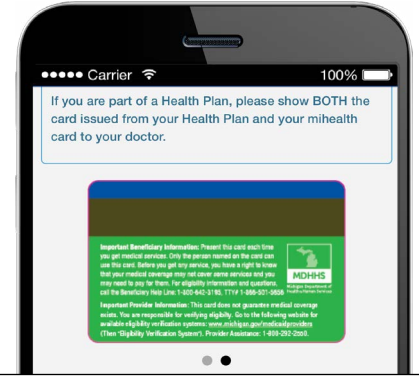 Carrier 100%
If you are part of a Health Plan, please show BOTH the
card issued from your Health Plan and your mihealth
card to your doctor.
Important Beneficiary Information: Present this card each time
you get medical services. Only the person named on the card can
use this card. Before you get any service, you have a right to know
that your medical coverage may not cover some services and you
may need to pay for them. For eligibility information and questions,
call the Beneficiary Help Line: 1-800-642-3195, TTY# 1-866-501-5656
MDHHS
Michigan Department of
Health & Human Services
Important Provider Information: This card does not guarantee medical coverage
exists. You are responsible for verifying eligibility. Go to the following website for
available eligibility verification systems: www.michigan.gov/medicaidproviders
(Then "Eligibility Verification System"). Provider Assistance: 1-800-292-2550.